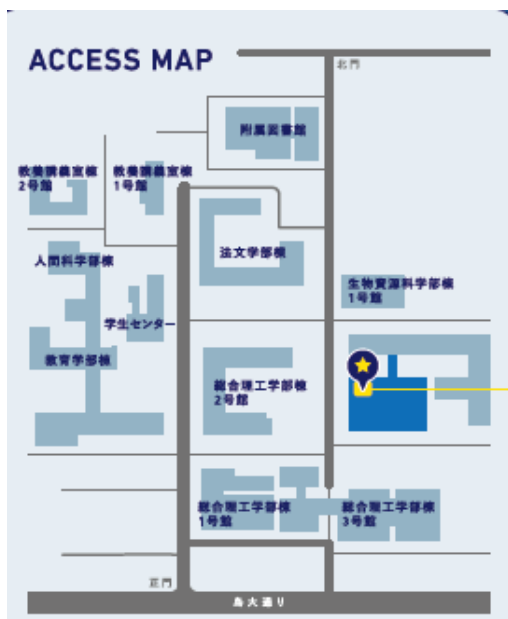 ACCESS MAP
北門
附属図書館
教養講義室棟
2号館
教養講義室棟
1号館
法文学部棟
人間科学部棟
生物資源科学部棟
1号館
学生センター
教育学部棟
総合理工学部棟
2号館
総合理工学部棟
1号館
総合理工学部棟
3号館
正門
島大通り